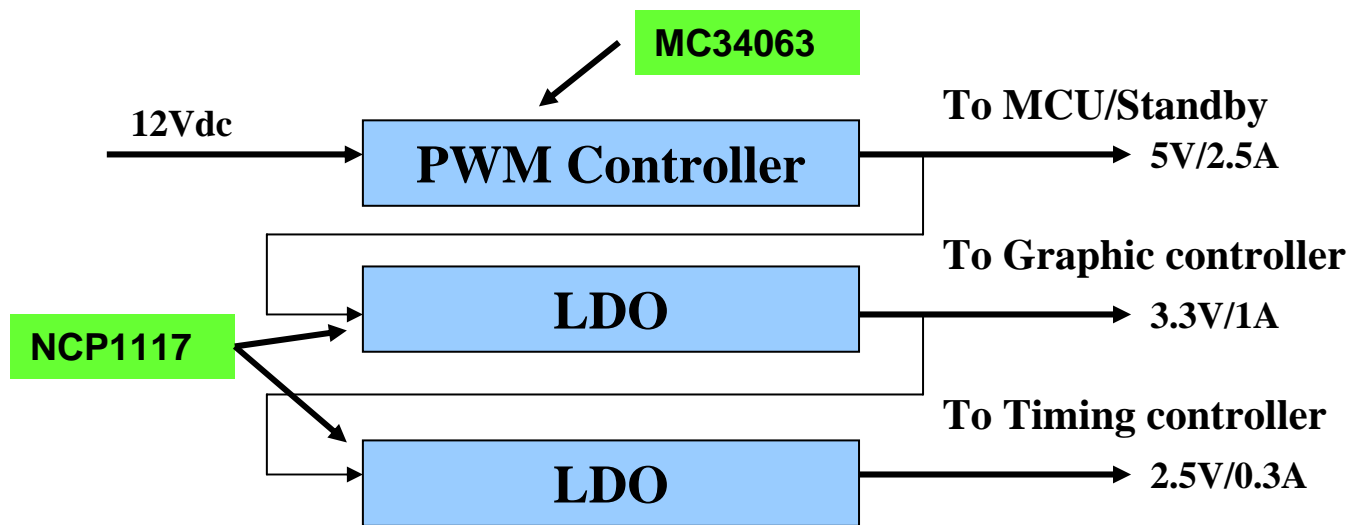 MC34063
12Vdc
PWM Controller
To MCU/Standby
5V/2.5A
LDO
To Graphic controller
3.3V/1A
NCP1117
LDO
To Timing controller
2.5V/0.3A